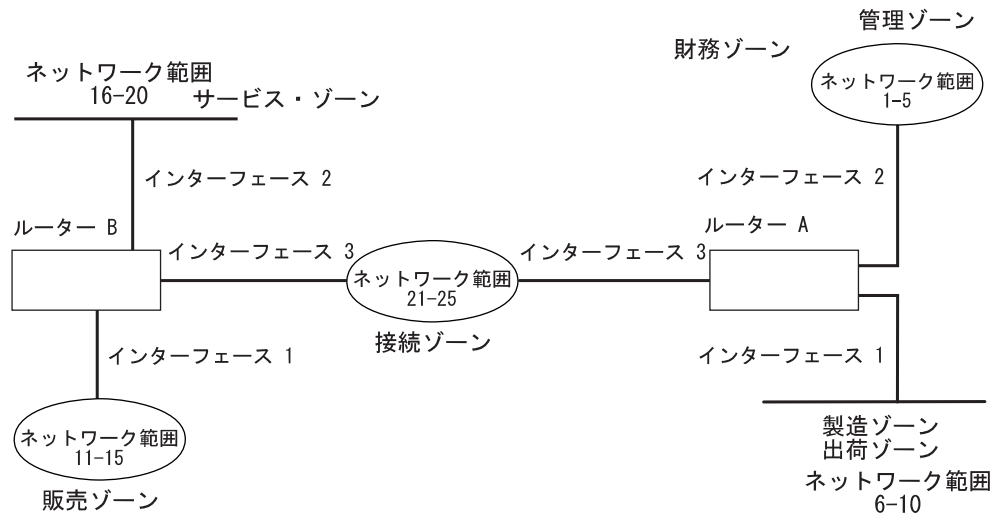 管理ゾーン
財務ゾーン
ネットワーク範囲
1-5
ネットワーク範囲
16-20
サービス・ゾーン
インターフェース 2
インターフェース 2
ルーター B
ルーター A
インターフェース 3
インターフェース 3
ネットワーク範囲
21-25
接続ゾーン
インターフェース 1
インターフェース 1
ネットワーク範囲
11-15
販売ゾーン
製造ゾーン
出荷ゾーン
ネットワーク範囲
6-10